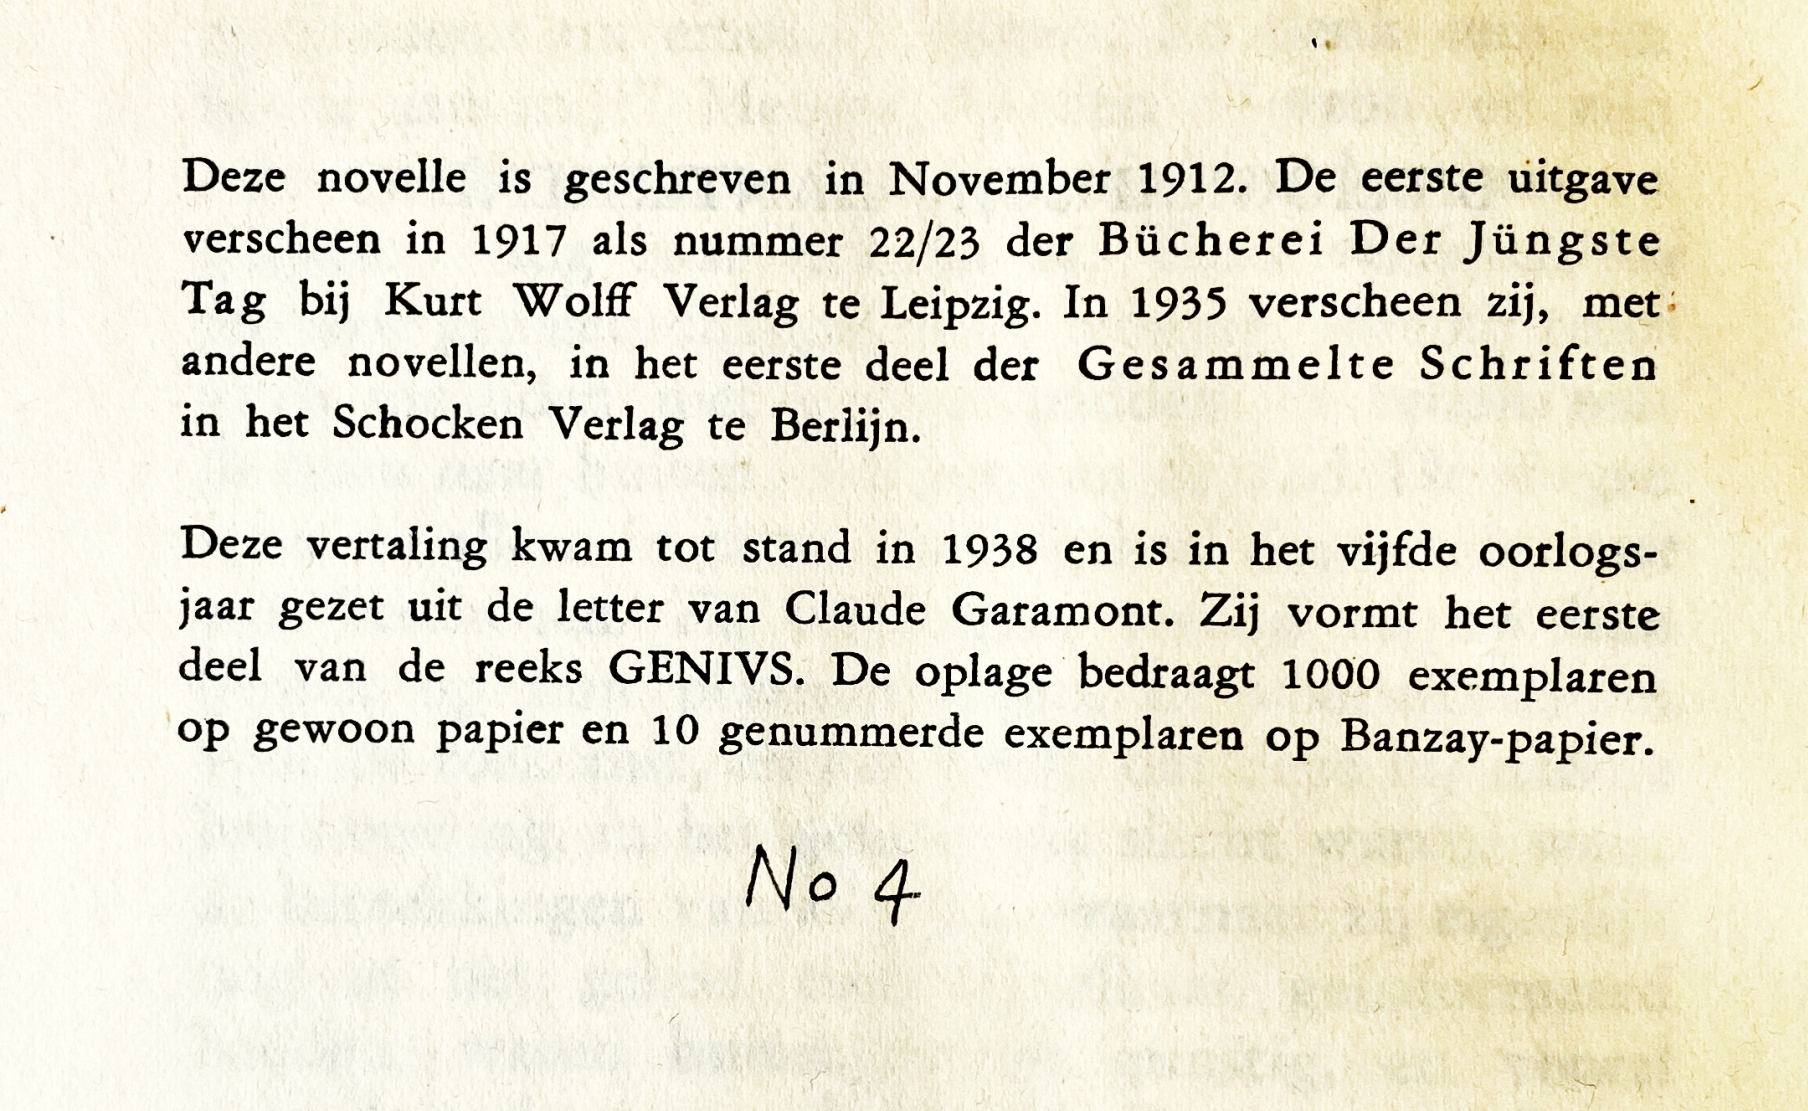 Deze novelle is geschreven in November 1912. De eerste uitgave
verscheen in 1917 als nummer 22/23 der Bücherei Der Jüngste
Tag bij Kurt Wolff Verlag te Leipzig. In 1935 verscheen zij, met
andere novellen, in het eerste deel der Gesammelte Schriften
in het Schocken Verlag te Berlijn.
Deze vertaling kwam tot stand in 1938 en is in het vijfde oorlogs-
jaar gezet uit de letter van Claude Garamont. Zij vormt het eerste
deel van de reeks GENIVS. De oplage bedraagt 1000 exemplaren
op gewoon papier en 10 genummerde exemplaren op Banzay-papier.
No 4